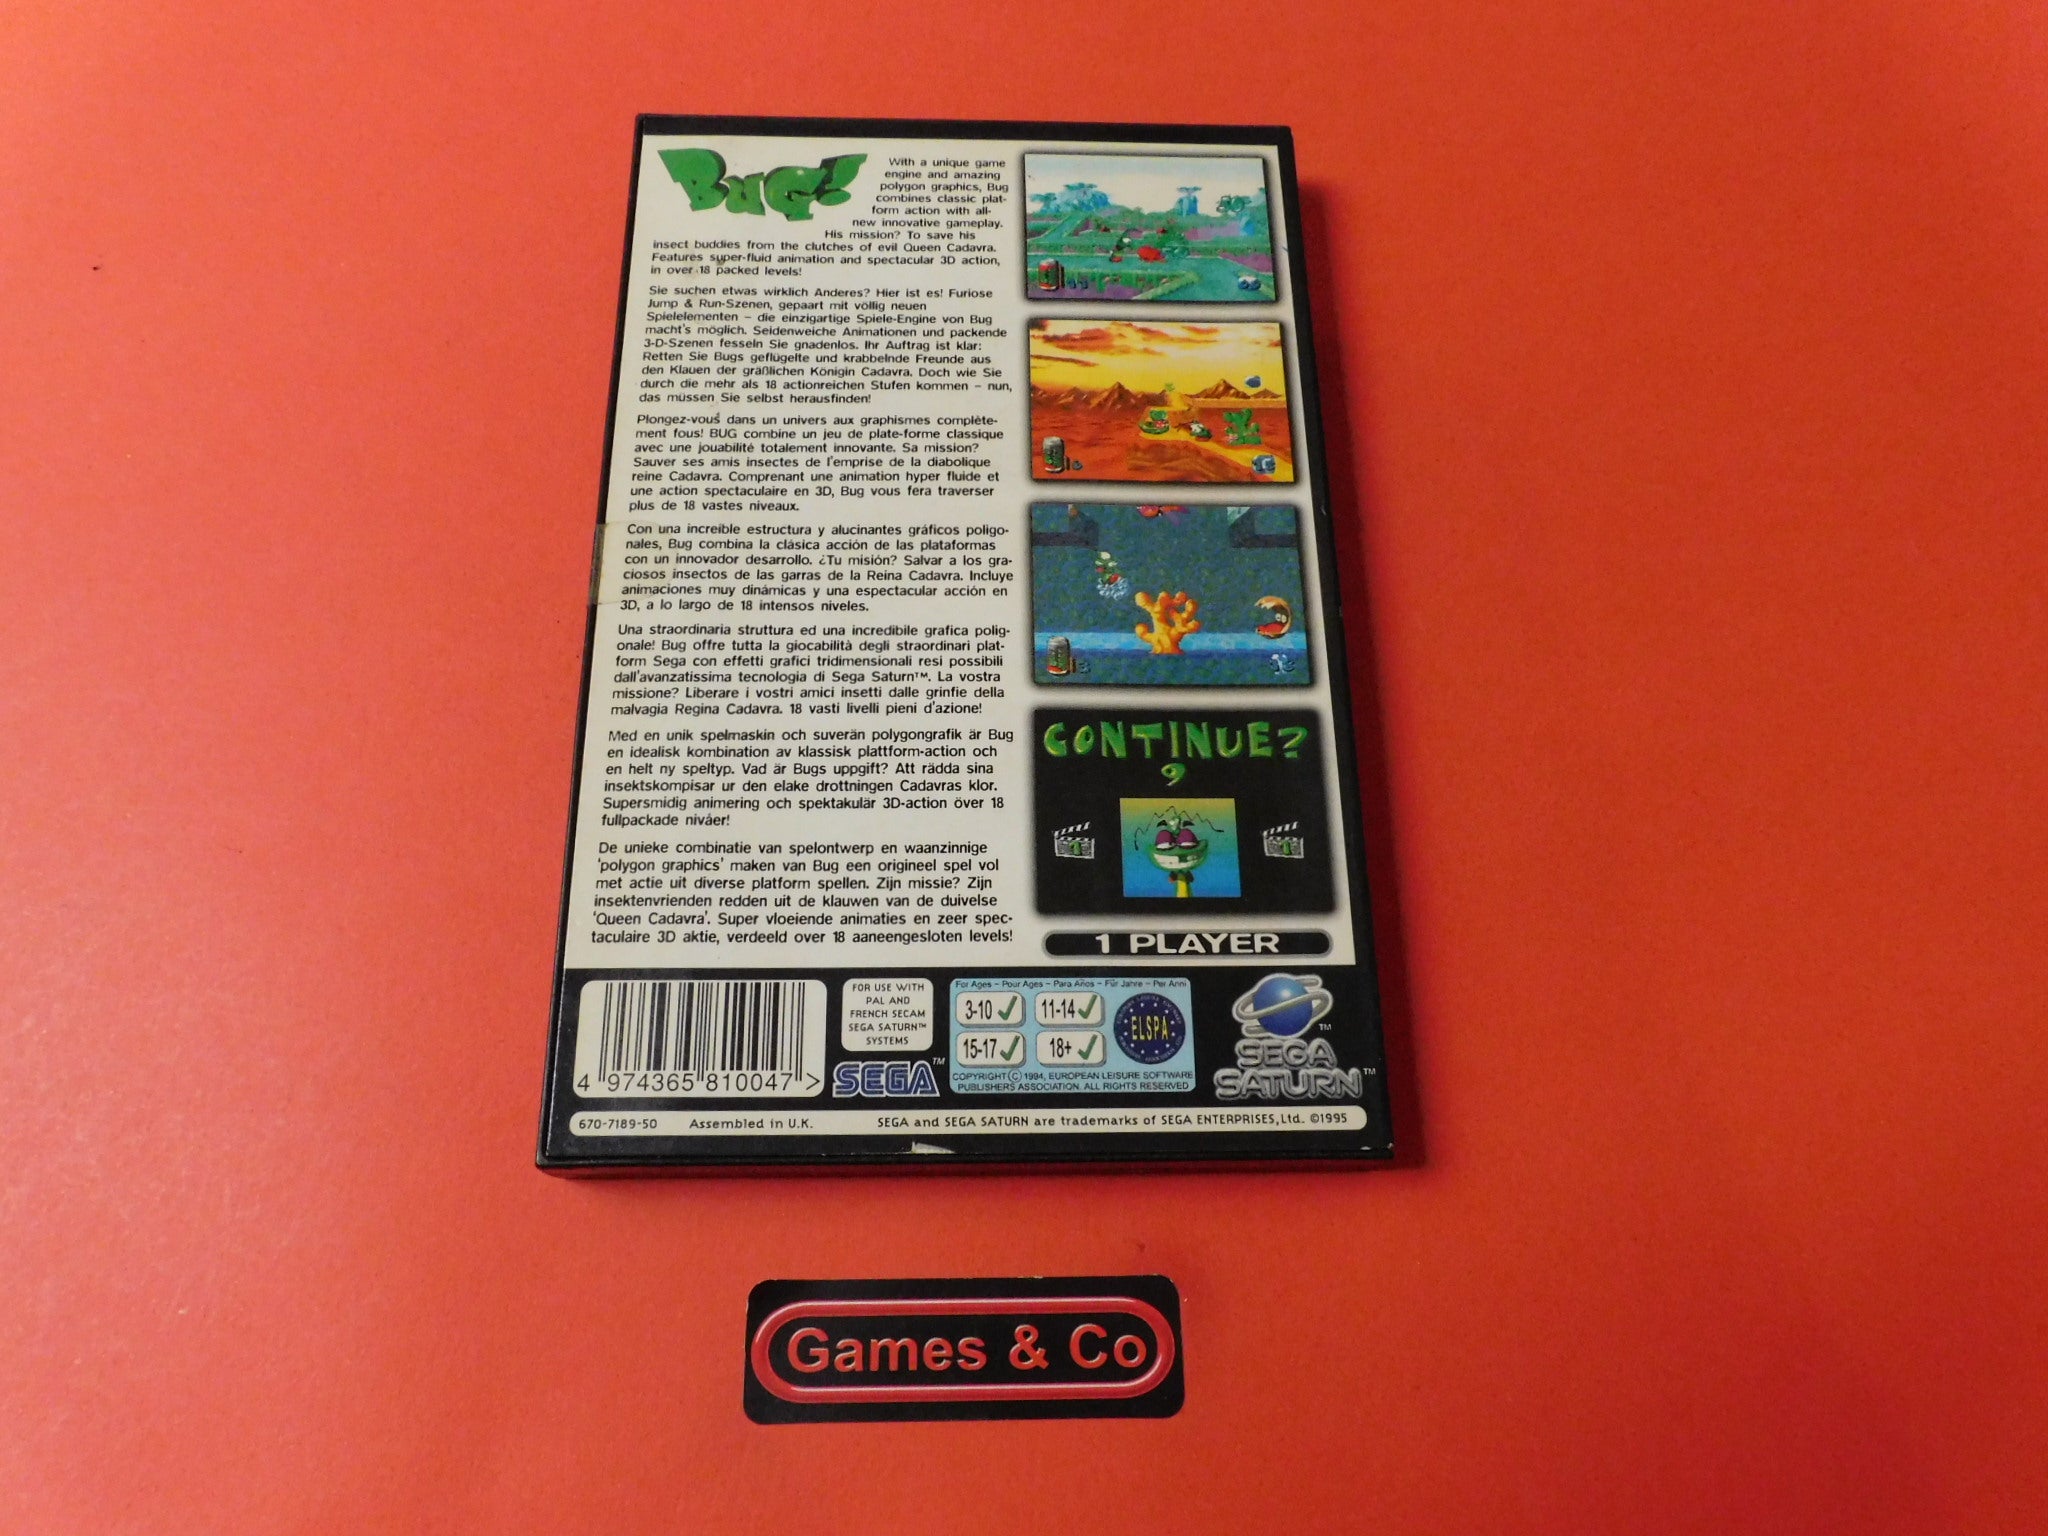 BUG!
With a unique game
engine and amazing
polygon graphics, Bug
combines classic plat-
form action with all-
new innovative gameplay.
His mission? To save his
insect buddies from the clutches of evil Queen Cadavra.
Features super-fluid animation and spectacular 3D action,
in over 18 packed levels!
Sie suchen etwas wirklich Anderes? Hier ist es! Furiose
Jump & Run-Szenen, gepaart mit völlig neuen
Spielelementen – die einzigartige Spiele-Engine von Bug
macht's möglich. Seidenweiche Animationen und packende
3-D-Szenen fesseln Sie gnadenlos. Ihr Auftrag ist klar:
Retten Sie Bugs geflügelte und krabbelnde Freunde aus
den Klauen der gräßlichen Königin Cadavra. Doch wie Sie
durch die mehr als 18 actionreichen Stufen kommen – nun,
das müssen Sie selbst herausfinden!
Plongez-vous dans un univers aux graphismes complète-
ment fous! BUG combine un jeu de plate-forme classique
avec une jouabilité totalement innovante. Sa mission?
Sauver ses amis insectes de l'emprise de la diabolique
reine Cadavra. Comprenant une animation hyper fluide et
une action spectaculaire en 3D, Bug vous fera traverser
plus de 18 vastes niveaux.
Con una increíble estructura y alucinantes gráficos poligo-
nales, Bug combina la clásica acción de las plataformas
con un innovador desarrollo. ¿Tu misión? Salvar a los gra-
ciosos insectos de las garras de la Reina Cadavra. Incluye
animaciones muy dinámicas y una espectacular acción en
3D, a lo largo de 18 intensos niveles.
Una straordinaria struttura ed una incredibile grafica polig-
onale! Bug offre tutta la giocabilità degli straordinari plat-
form Sega con effetti grafici tridimensionali resi possibili
dall'avanzatissima tecnologia di Sega Saturn™. La vostra
missione? Liberare i vostri amici insetti dalle grinfie della
malvagia Regina Cadavra. 18 vasti livelli pieni d'azione!
Med en unik spelmaskin och suverän polygongrafik är Bug
en idealisk kombination av klassisk plattform-action och
en helt ny speltyp. Vad är Bugs uppgift? Att rädda sina
insektskompisar ur den elake drottningen Cadavras klor.
Supersmidig animering och spektakulär 3D-action över 18
fullpackade nivåer!
De unieke combinatie van spelontwerp en waanzinnige
'polygon graphics' maken van Bug een origineel spel vol
met actie uit diverse platform spellen. Zijn missie? Zijn
insektenvrienden redden uit de klauwen van de duivelse
'Queen Cadavra'. Super vloeiende animaties en zeer spec-
taculaire 3D aktie, verdeeld over 18 aaneengesloten levels!
CONTINUE?
9
1 PLAYER
4 974365 810047 >
FOR USE WITH
PAL AND
FRENCH SECAM
SEGA SATURN™
SYSTEMS
SEGA™
For Ages – Pour Ages – Para Años – Für Jahre – Per Anni
3-10 11-14
15-17 18+
ELSPA
COPYRIGHT © 1994, EUROPEAN LEISURE SOFTWARE
PUBLISHERS ASSOCIATION. ALL RIGHTS RESERVED
SEGA
SATURN™
670-7189-50 Assembled in U.K. SEGA and SEGA SATURN are trademarks of SEGA ENTERPRISES, Ltd. ©1995
Games & Co